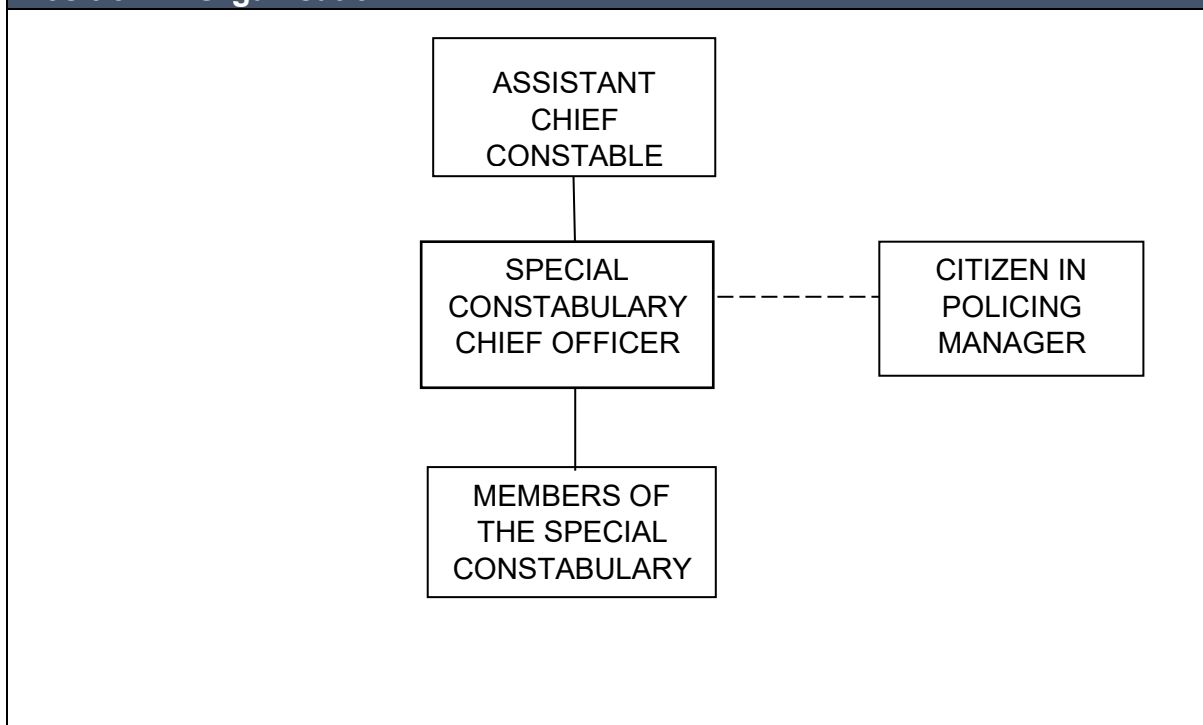 ASSISTANT
CHIEF
CONSTABLE
SPECIAL
CONSTABULARY
CHIEF OFFICER
CITIZEN IN
POLICING
MANAGER
MEMBERS OF
THE SPECIAL
CONSTABULARY